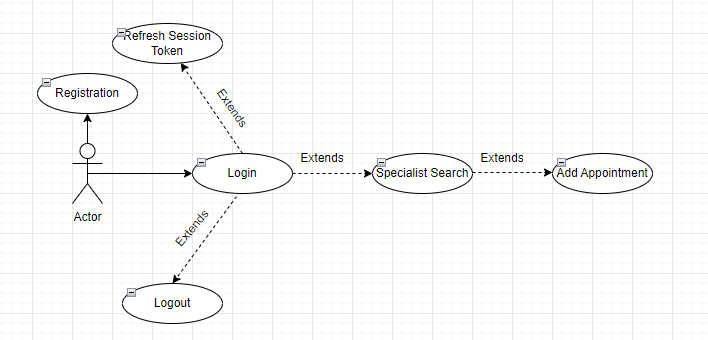 Refresh Session
Token
Registration
Extends
Extends
Extends
Login
Specialist Search
Add Appointment
Actor
Extends
Logout